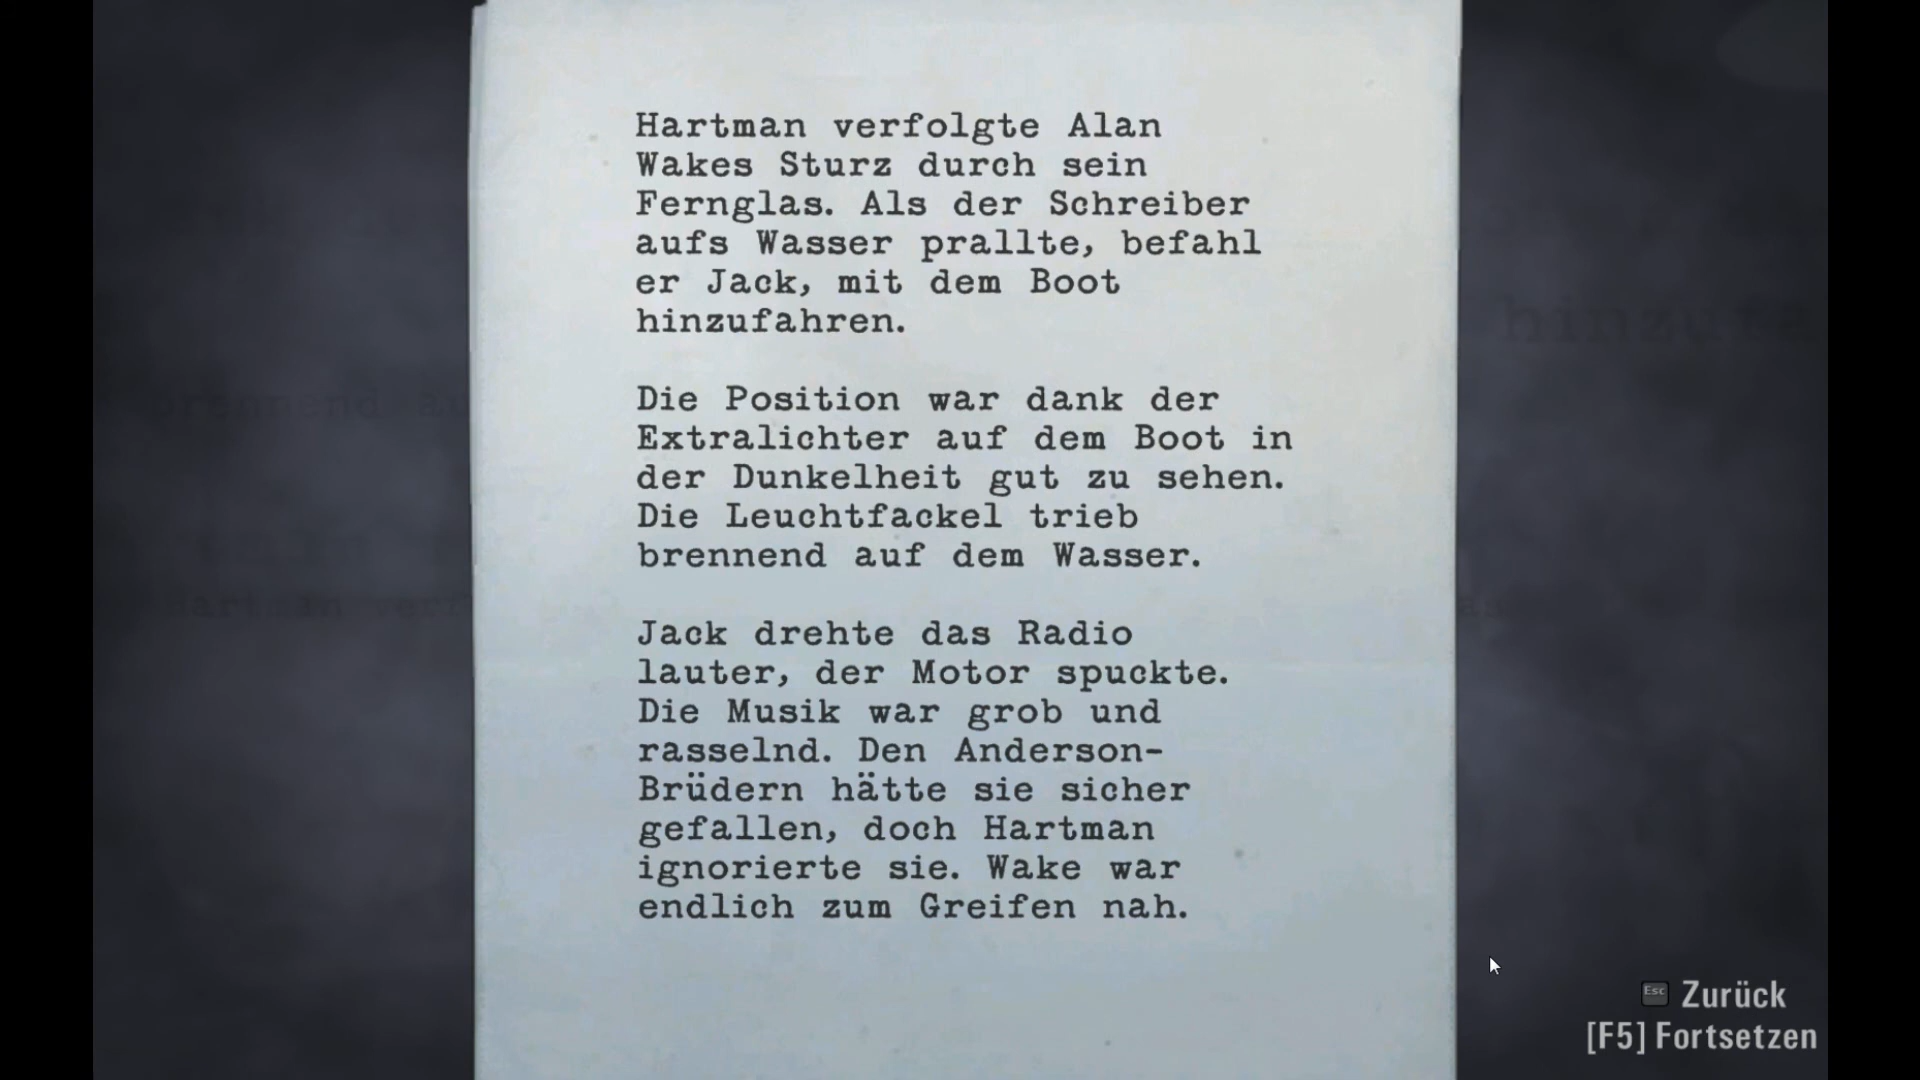 Hartman verfolgte Alan
Wakes Sturz durch sein
Fernglas. Als der Schreiber
aufs Wasser prallte, befahl
er Jack, mit dem Boot
hinzufahren.
Die Position war dank der
Extralichter auf dem Boot in
der Dunkelheit gut zu sehen.
Die Leuchtfackel trieb
brennend auf dem Wasser.
Jack drehte das Radio
lauter, der Motor spuckte.
Die Musik war grob und
rasselnd. Den Anderson-
Brüdern hätte sie sicher
gefallen, doch Hartman
ignorierte sie. Wake war
endlich zum Greifen nah.
Esc Zurück
[F5] Fortsetzen